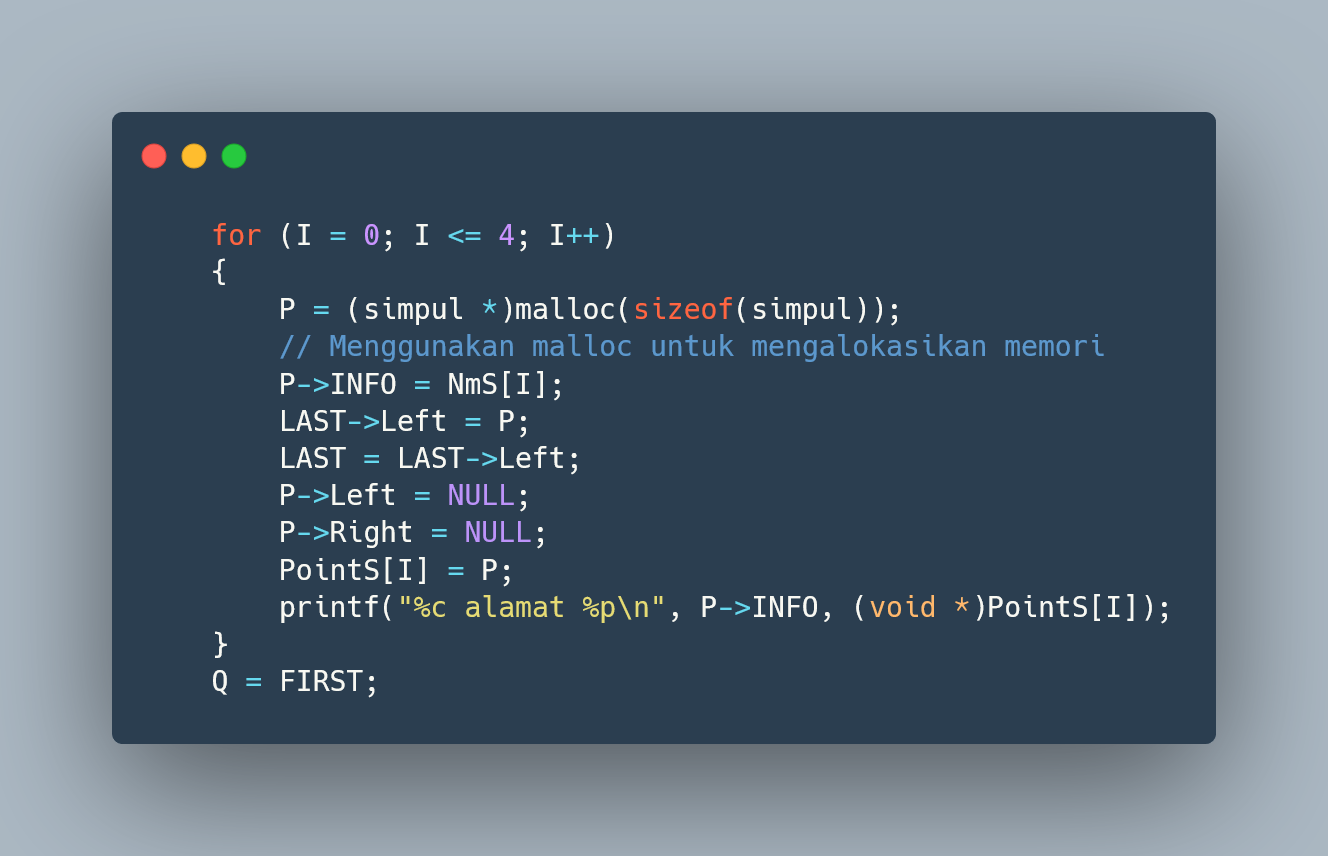 for (I = 0; I <= 4; I++)
{
    P = (simpul *)malloc(sizeof(simpul));
    // Menggunakan malloc untuk mengalokasikan memori
    P->INFO = NmS[I];
    LAST->Left = P;
    LAST = LAST->Left;
    P->Left = NULL;
    P->Right = NULL;
    PointS[I] = P;
    printf("%c alamat %p\n", P->INFO, (void *)PointS[I]);
}
Q = FIRST;